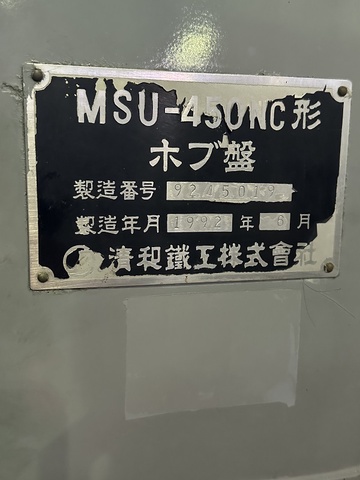 MSU-450NC形
ホブ盤
製造番号 9245019
製造年月 1992 年 6 月
清和鐵工株式會社